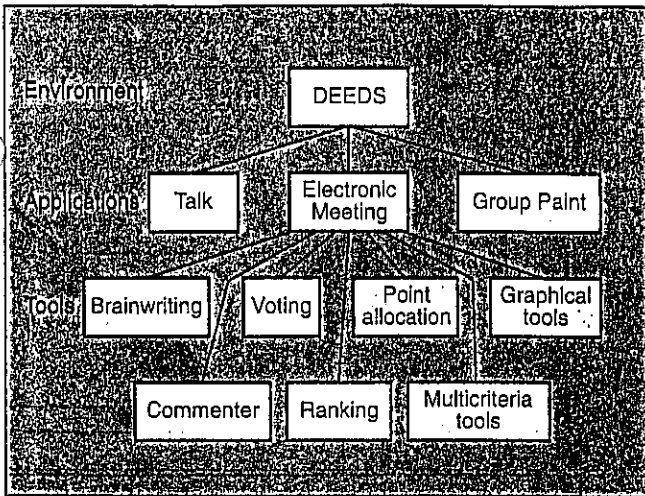 Environment
DEEDS
Applications
Talk
Electronic
Meeting
Group Paint
Tools
Brainwriting
Voting
Point
allocation
Graphical
tools
Commenter
Ranking
Multicriteria
tools